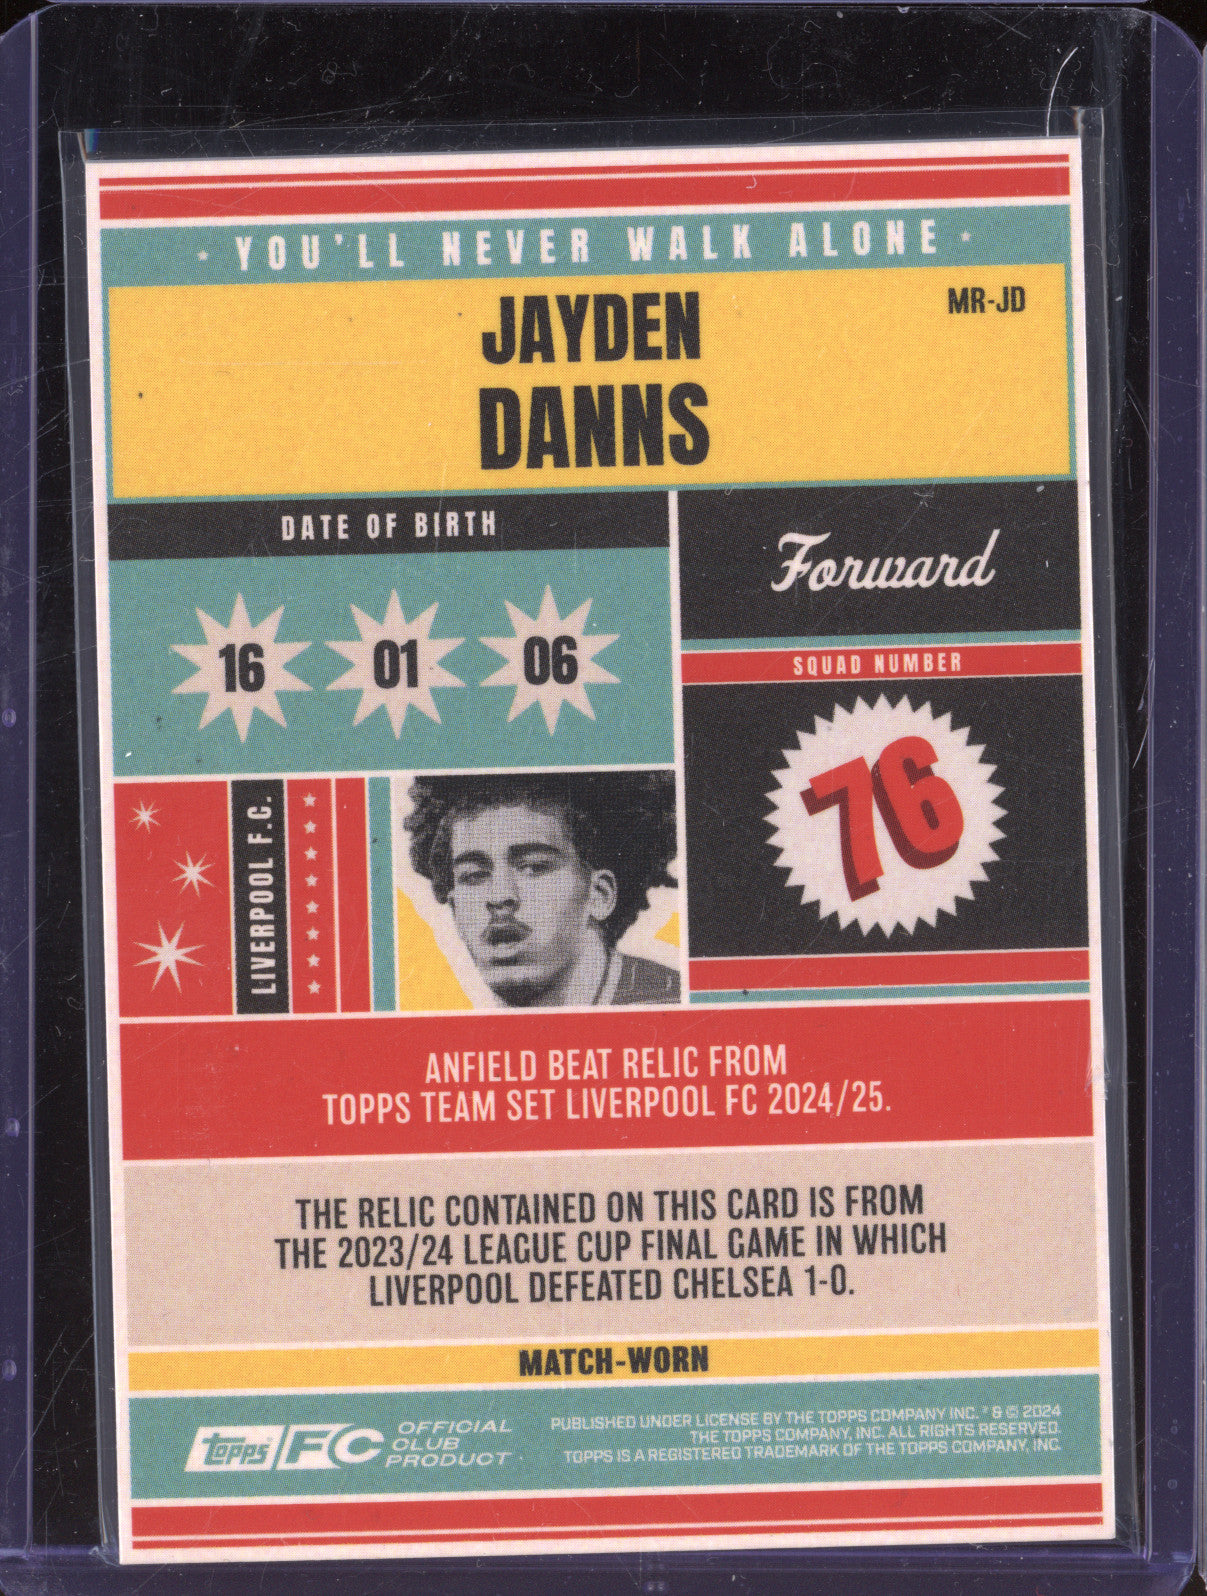 · YOU'LL NEVER WALK ALONE ·
MR-JD
JAYDEN
DANNS
DATE OF BIRTH
16 01 06
Forward
SQUAD NUMBER
76
LIVERPOOL F.C.
ANFIELD BEAT RELIC FROM
TOPPS TEAM SET LIVERPOOL FC 2024/25.
THE RELIC CONTAINED ON THIS CARD IS FROM
THE 2023/24 LEAGUE CUP FINAL GAME IN WHICH
LIVERPOOL DEFEATED CHELSEA 1-0.
MATCH-WORN
topps FC
OFFICIAL
CLUB
PRODUCT
PUBLISHED UNDER LICENSE BY THE TOPPS COMPANY INC. ® & © 2024
THE TOPPS COMPANY, INC. ALL RIGHTS RESERVED.
TOPPS IS A REGISTERED TRADEMARK OF THE TOPPS COMPANY, INC.